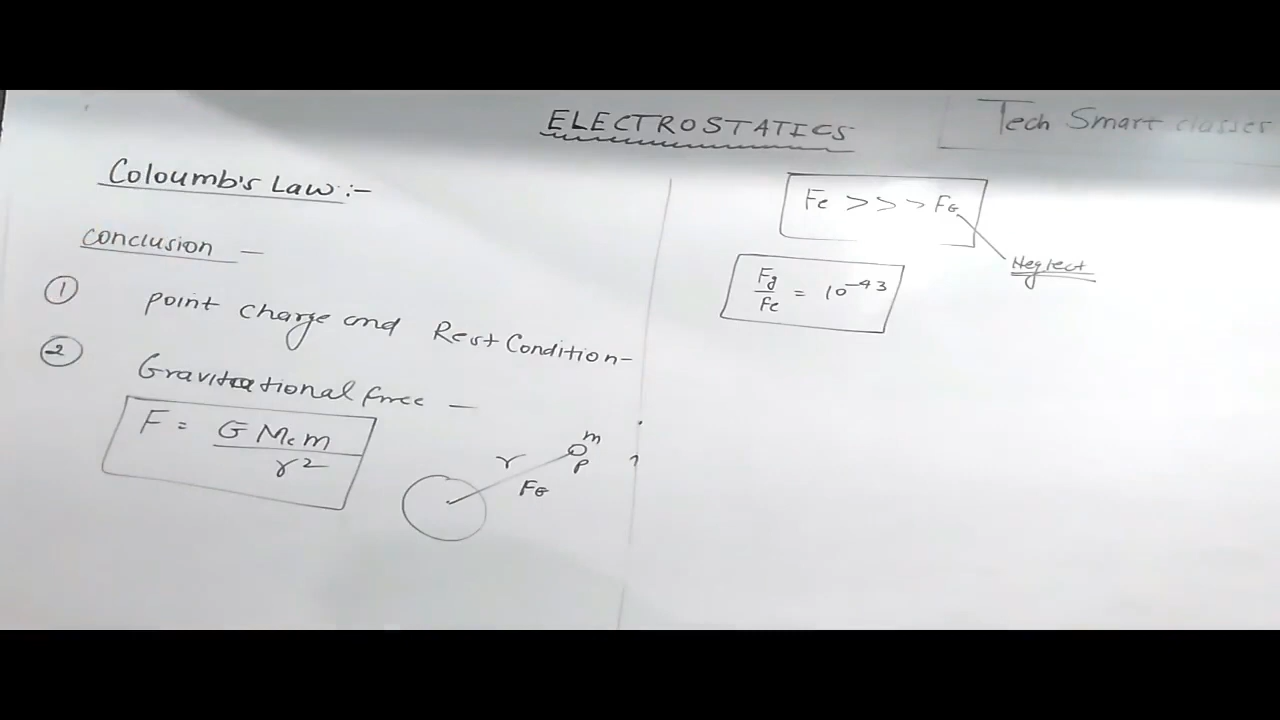 ELECTROSTATICS
Tech Smart classes
Coloumb's Law:-
Conclusion —
① point charge and Rest Condition-
② Gravitational force —
F = G Me m / r²
r
m
p
FG
Fe >>> FG
Neglect
Fg / Fe = 10⁻⁴³